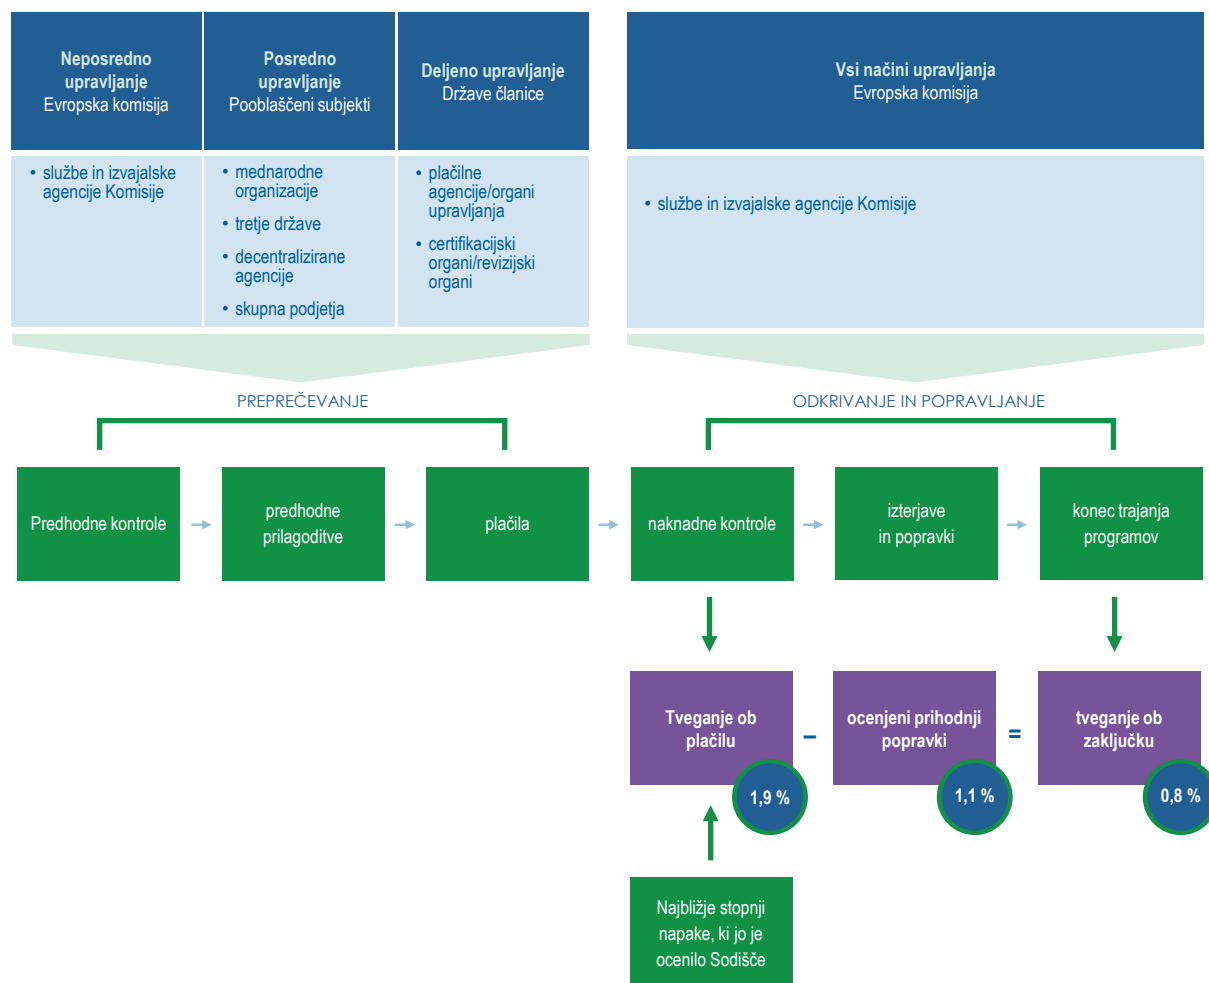 Neposredno
upravljanje
Evropska komisija
Posredno
upravljanje
Pooblaščeni subjekti
Deljeno upravljanje
Države članice
Vsi načini upravljanja
Evropska komisija
• službe in izvajalske
agencije Komisije
• mednarodne
organizacije
• tretje države
• decentralizirane
agencije
• skupna podjetja
• plačilne
agencije/organi
upravljanja
• certifikacijski
organi/revizijski
organi
• službe in izvajalske agencije Komisije
PREPREČEVANJE
ODKRIVANJE IN POPRAVLJANJE
Predhodne kontrole
predhodne
prilagoditve
plačila
naknadne kontrole
izterjave
in popravki
konec trajanja
programov
Tveganje ob
plačilu
1,9 %
–
ocenjeni prihodnji
popravki
1,1 %
=
tveganje ob
zaključku
0,8 %
Najbližje stopnji
napake, ki jo je
ocenilo Sodišče